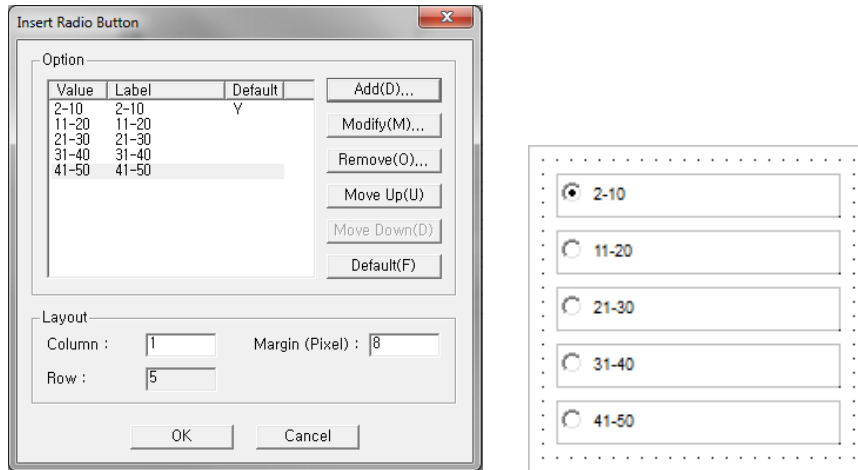 Insert Radio Button
Option
Value Label Default
2-10 2-10 Y
11-20 11-20
21-30 21-30
31-40 31-40
41-50 41-50
Add(D)...
Modify(M)...
Remove(O)...
Move Up(U)
Move Down(D)
Default(F)
Layout
Column : 1 Margin (Pixel) : 8
Row : 5
OK Cancel
2-10
11-20
21-30
31-40
41-50